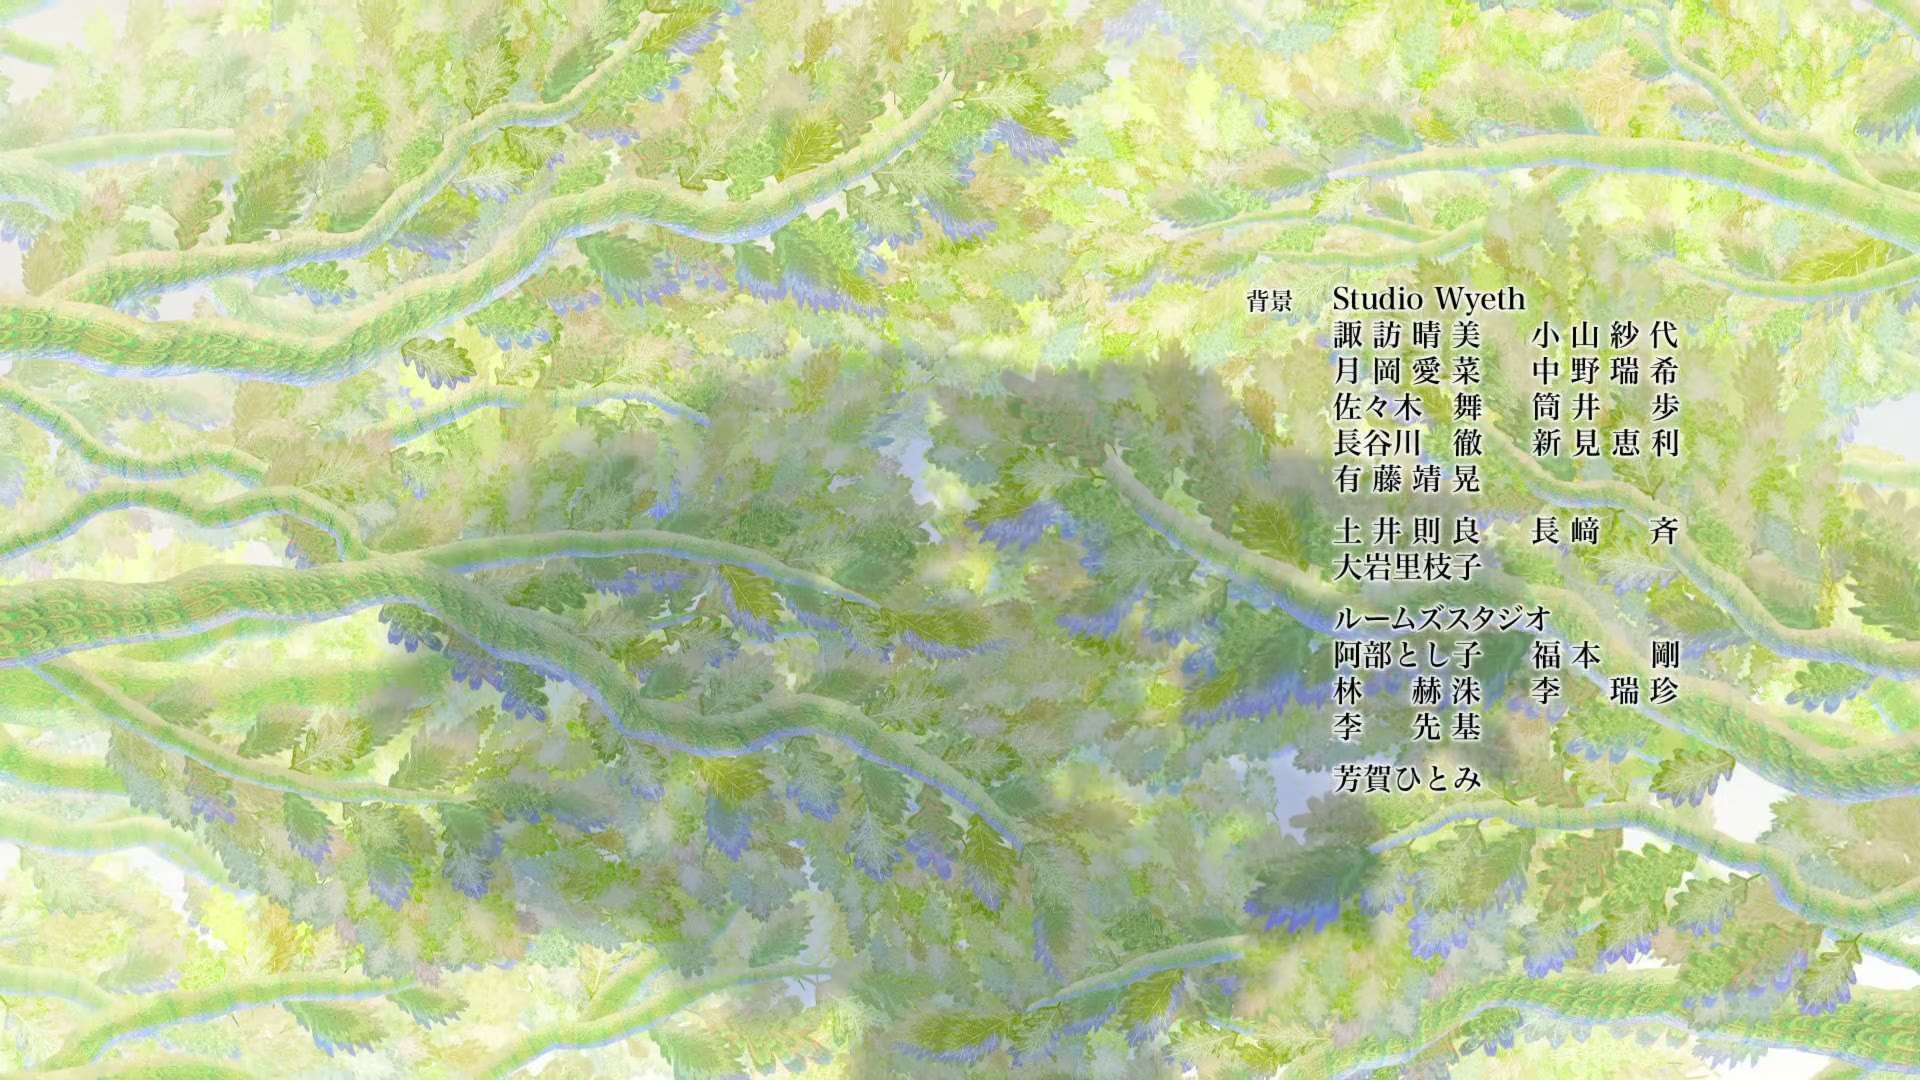 背景 Studio Wyeth
諏訪晴美 小山紗代
月岡愛菜 中野瑞希
佐々木 舞 筒井 歩
長谷川 徹 新見恵利
有藤靖晃
土井則良 長﨑 斉
大岩里枝子
ルームズスタジオ
阿部とし子 福本 剛
林 赫洙 李 瑞珍
李 先基
芳賀ひとみ